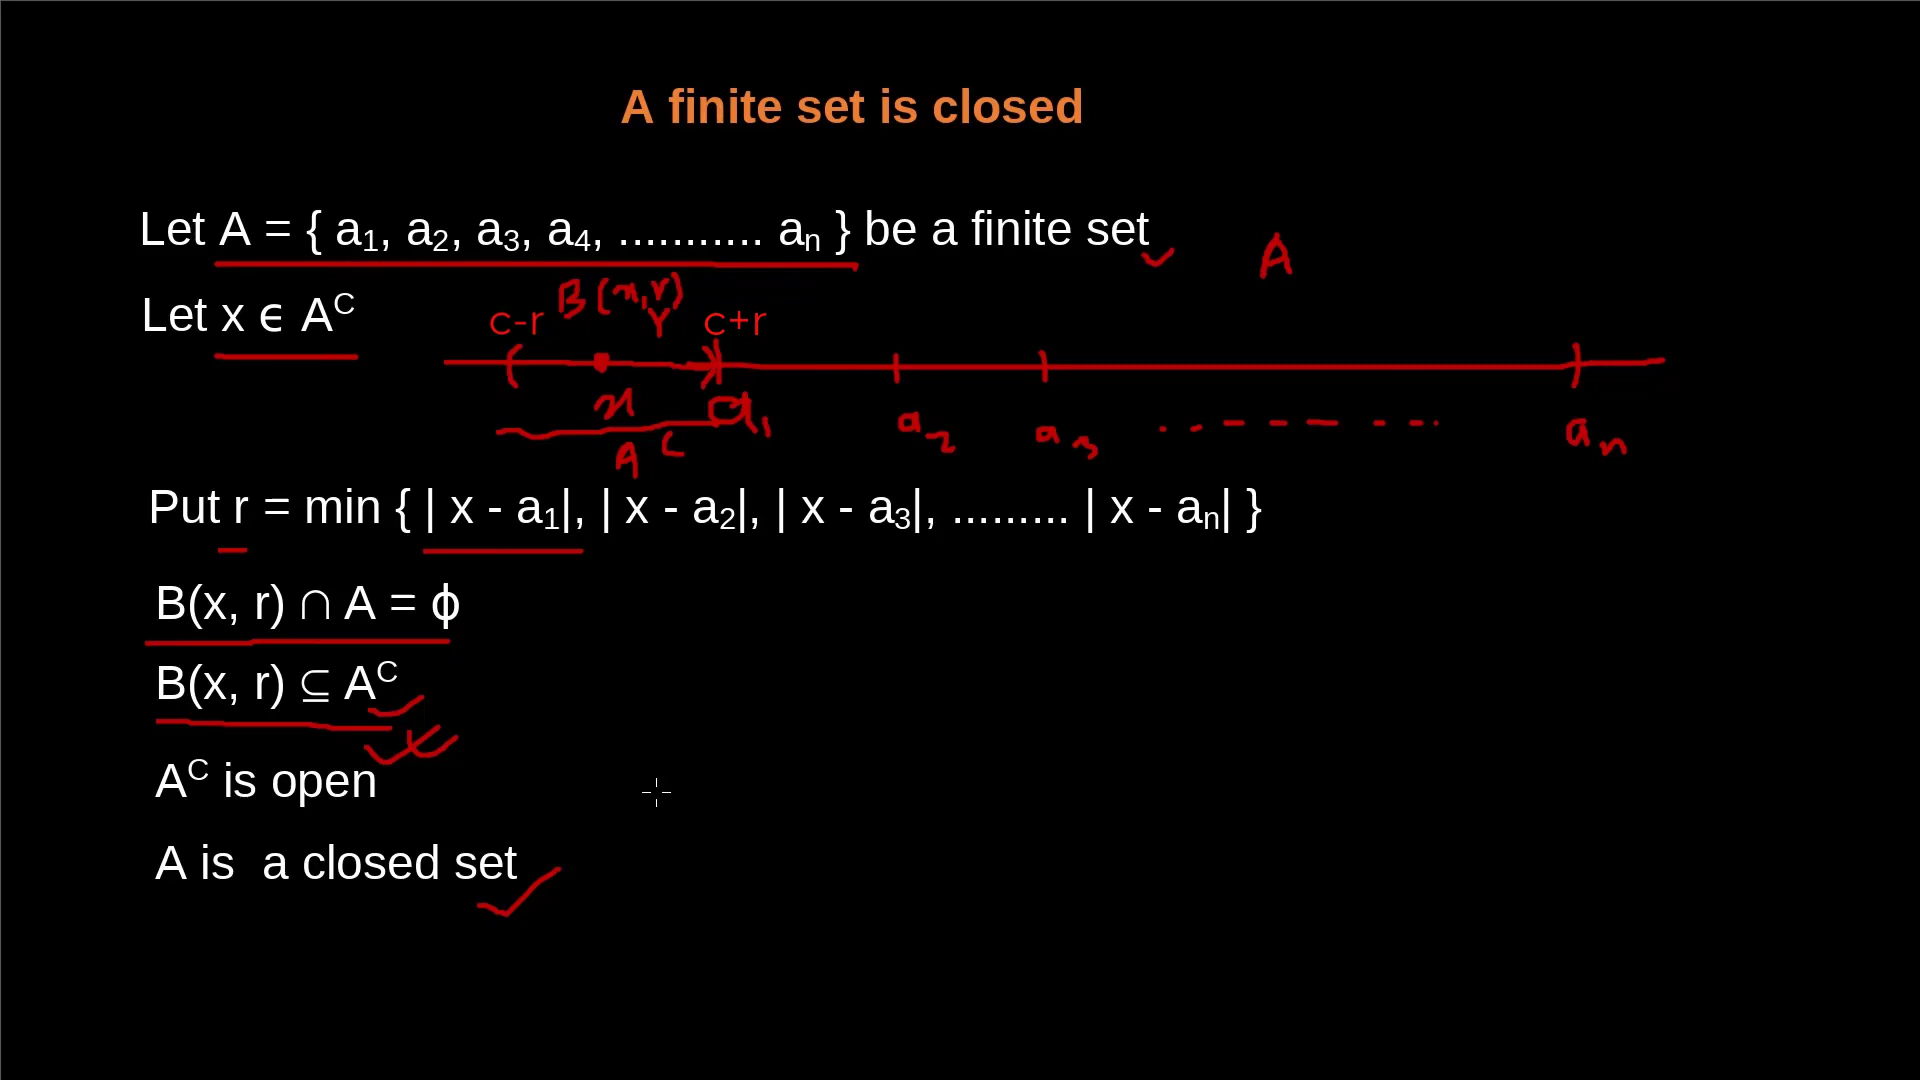 A finite set is closed
Let A = { a₁, a₂, a₃, a₄, ........... aₙ } be a finite set
A
Let x ϵ Aᶜ
B(x,r)
c-r r c+r
x a₁ a₂ a₃ . - - - - - - aₙ
Aᶜ
Put r = min { | x - a₁|, | x - a₂|, | x - a₃|, ......... | x - aₙ| }
B(x, r) ∩ A = ϕ
B(x, r) ⊆ Aᶜ
Aᶜ is open
A is a closed set